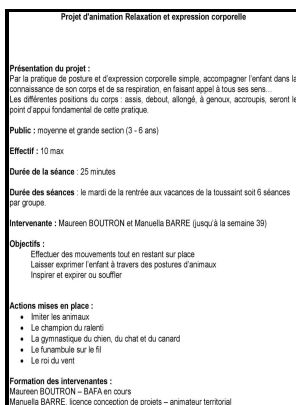 Projet d'animation Relaxation et expression corporelle
Présentation du projet :
Par la pratique de posture et d'expression corporelle simple, accompagner l'enfant dans la
connaissance de son corps et de sa respiration, en faisant appel à tous ses sens...
Les différentes positions du corps : assis, debout, allongé, à genoux, accroupis, seront le
point d'appui fondamental de cette pratique.
Public : moyenne et grande section (3 - 6 ans)
Effectif : 10 max
Durée de la séance : 25 minutes
Durée des séances : le mardi de la rentrée aux vacances de la toussaint soit 6 séances
par groupe.
Intervenante : Maureen BOUTRON et Manuella BARRE (jusqu'à la semaine 39)
Objectifs :
Effectuer des mouvements tout en restant sur place
Laisser exprimer l'enfant à travers des postures d'animaux
Inspirer et expirer ou souffler
Actions mises en place :
• Imiter les animaux
• Le champion du ralenti
• La gymnastique du chien, du chat et du canard
• Le funambule sur le fil
• Le roi du vent
Formation des intervenantes :
Maureen BOUTRON – BAFA en cours
Manuella BARRE, licence conception de projets – animateur territorial